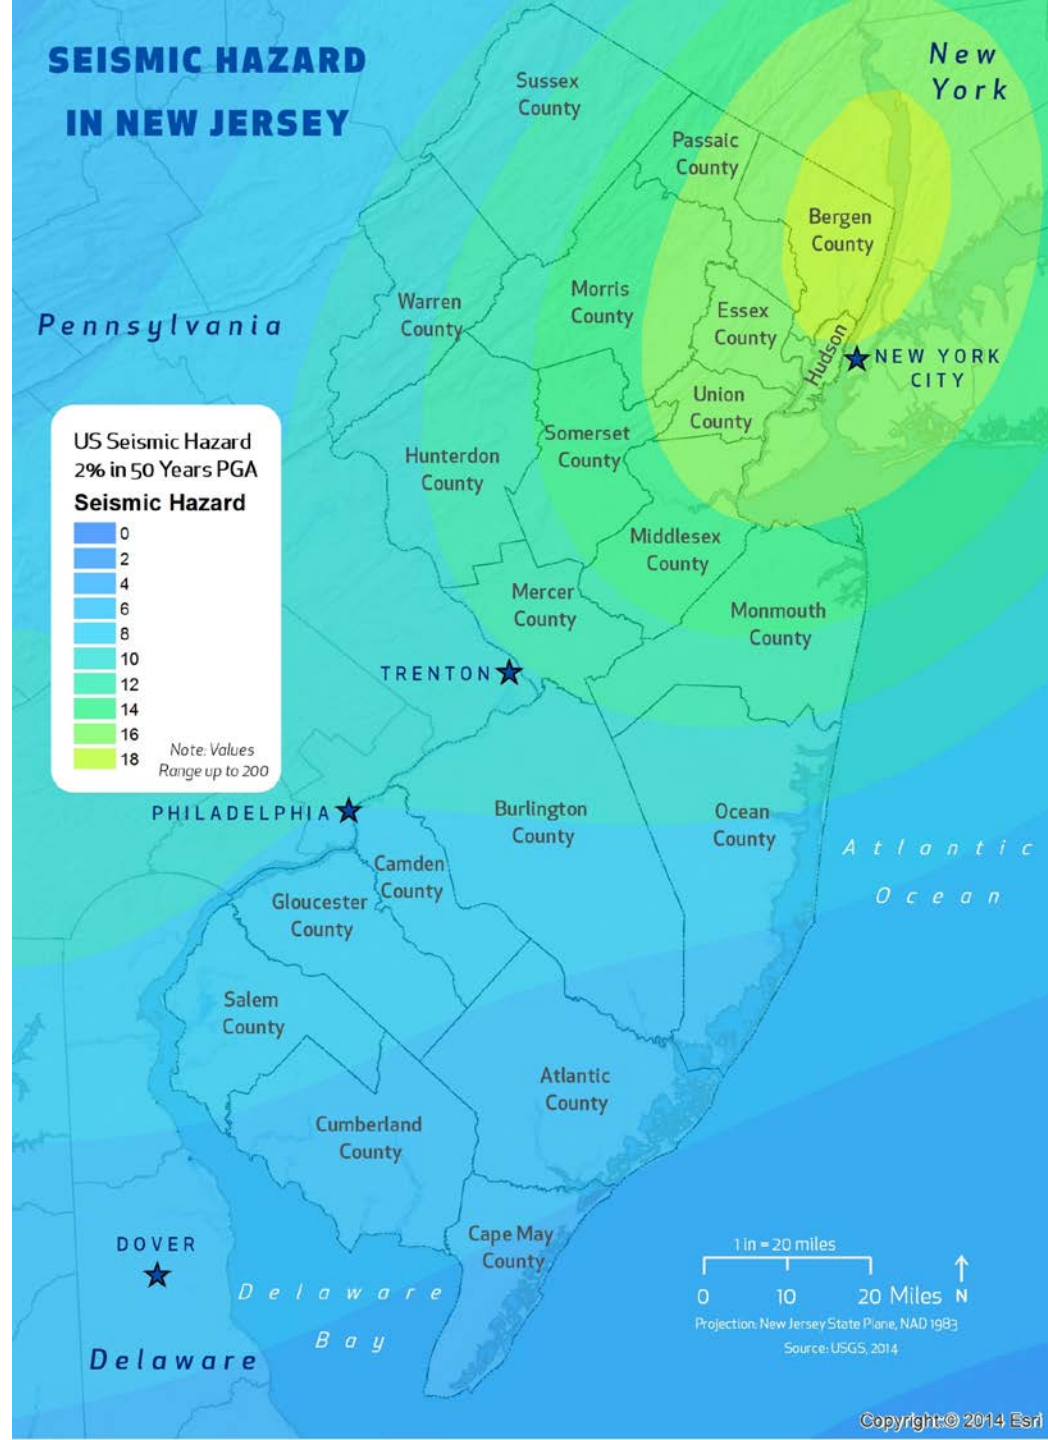 SEISMIC HAZARD
IN NEW JERSEY
New
York
Sussex
County
Passaic
County
Bergen
County
Pennsylvania
Warren
County
Morris
County
Essex
County
Hudson
NEW YORK
CITY
Union
County
Somerset
County
Hunterdon
County
US Seismic Hazard
2% in 50 Years PGA
Seismic Hazard
0
2
4
6
8
10
12
14
16
18
Note: Values
Range up to 200
Middlesex
County
Mercer
County
Monmouth
County
TRENTON
PHILADELPHIA
Burlington
County
Ocean
County
Atlantic
Ocean
Camden
County
Gloucester
County
Salem
County
Atlantic
County
Cumberland
County
Cape May
County
DOVER
Delaware
Bay
Delaware
1 in = 20 miles
0 10 20 Miles N
Projection: New Jersey State Plane, NAD 1983
Source: USGS, 2014
Copyright:© 2014 Esri